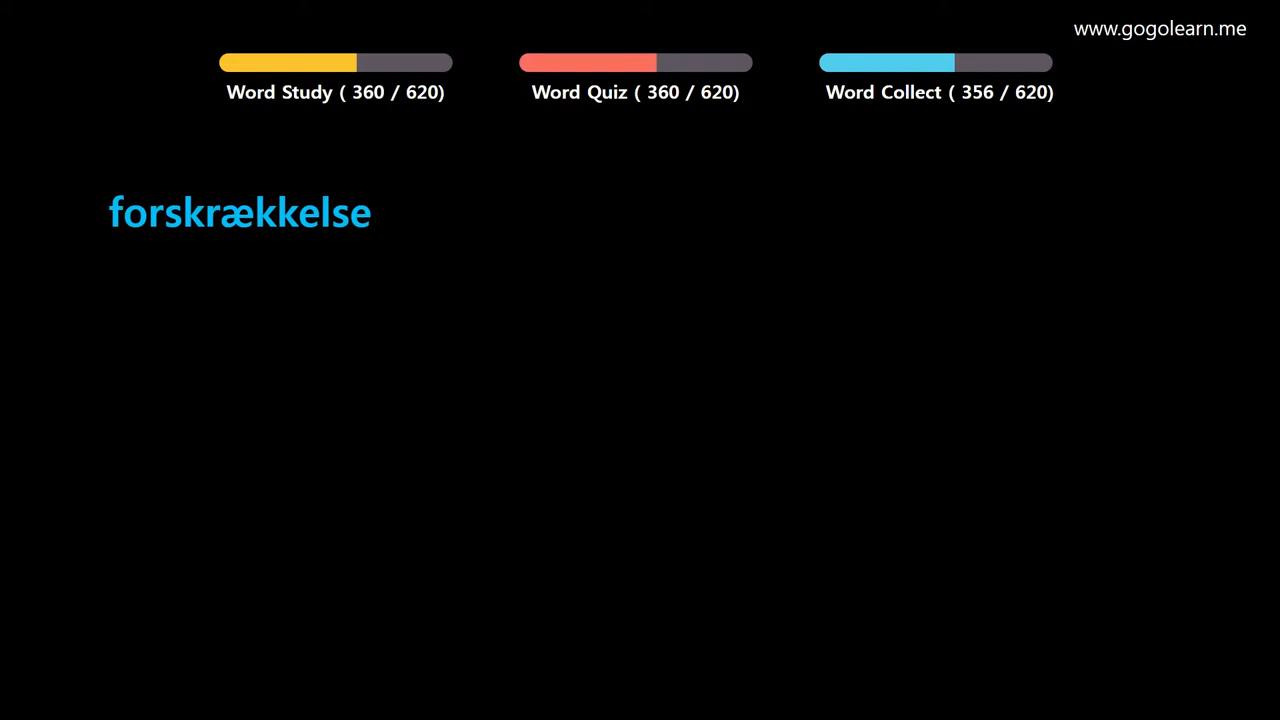 www.gogolearn.me
Word Study ( 360 / 620)
Word Quiz ( 360 / 620)
Word Collect ( 356 / 620)
forskrækkelse